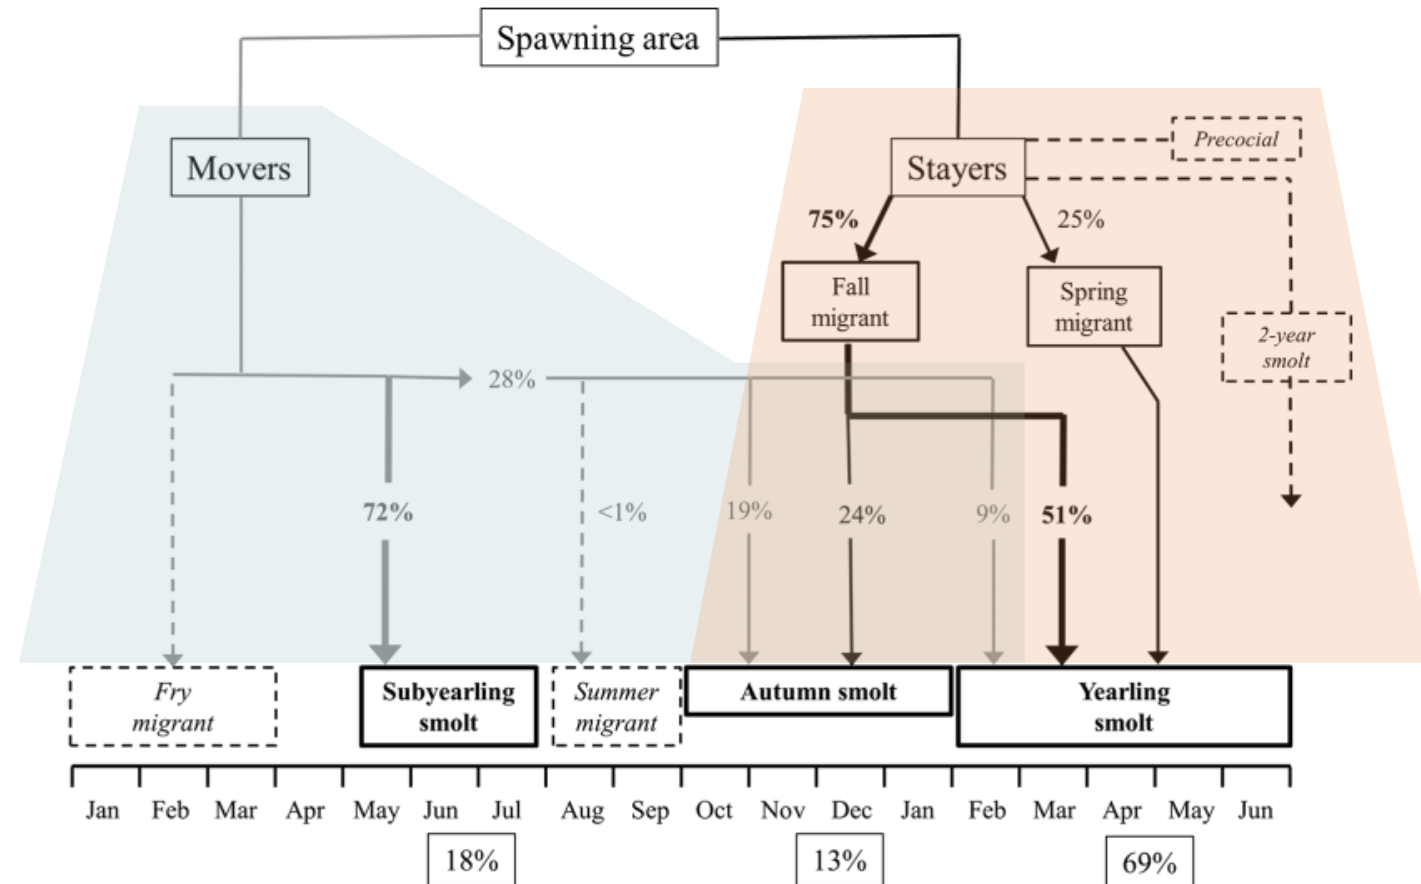 Spawning area
Movers
Stayers
Precocial
75%
25%
Fall
migrant
Spring
migrant
2-year
smolt
28%
72%
<1%
19%
24%
9%
51%
Fry
migrant
Subyearling
smolt
Summer
migrant
Autumn smolt
Yearling
smolt
Jan Feb Mar Apr May Jun Jul Aug Sep Oct Nov Dec Jan Feb Mar Apr May Jun
18%
13%
69%